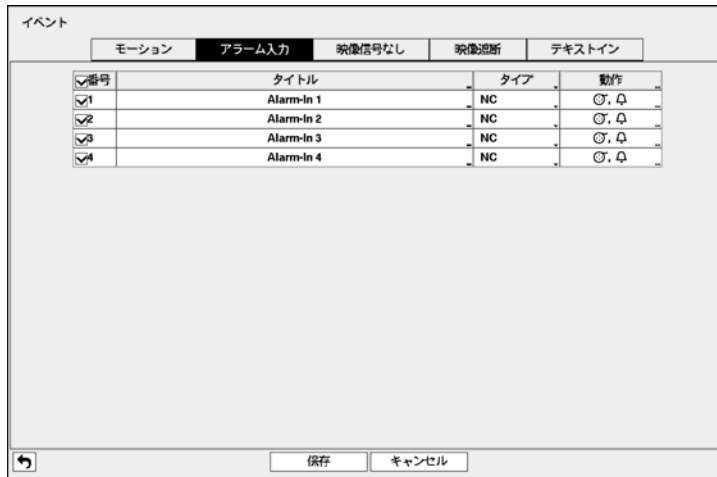 イベント
モーション アラーム入力 映像信号なし 映像遮断 テキストイン
番号 タイトル タイプ 動作
1 Alarm-In 1 NC
2 Alarm-In 2 NC
3 Alarm-In 3 NC
4 Alarm-In 4 NC
保存 キャンセル